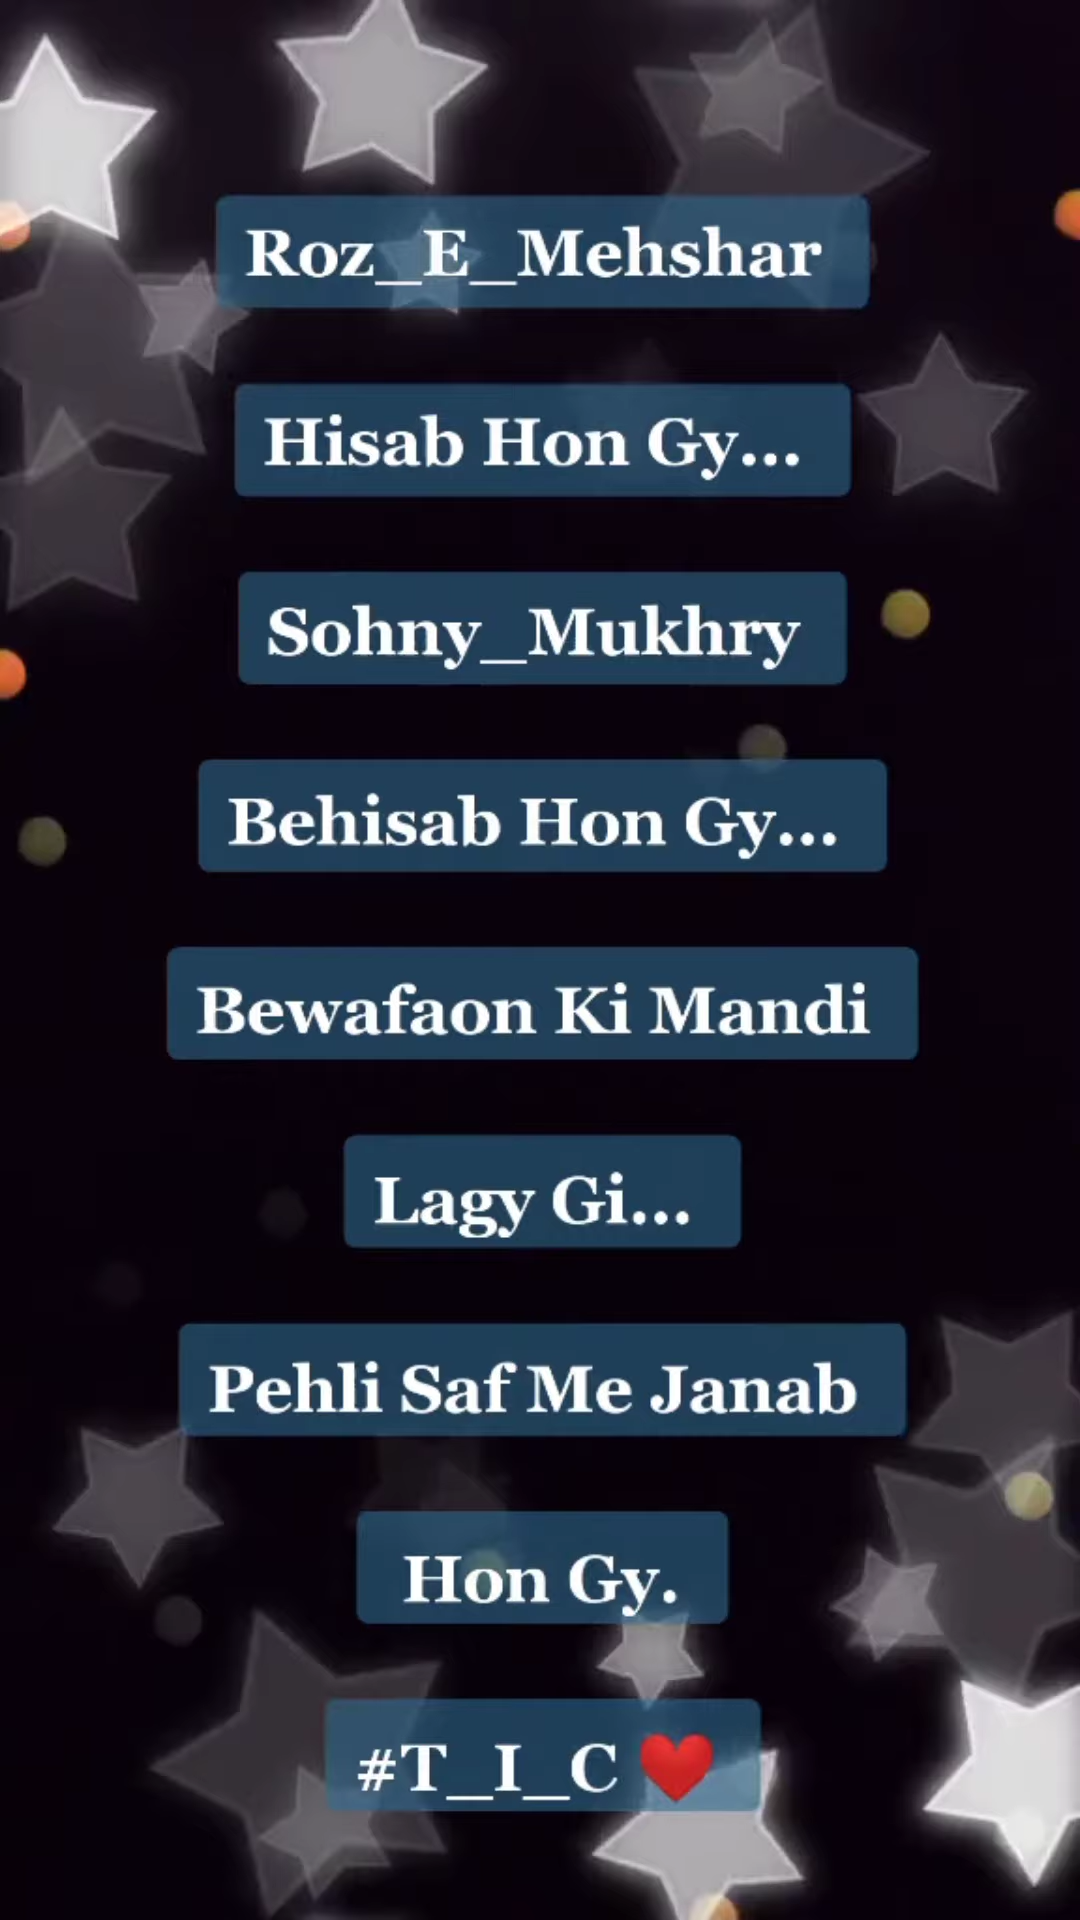 Roz_E_Mehshar
Hisab Hon Gy...
Sohny_Mukhry
Behisab Hon Gy...
Bewafaon Ki Mandi
Lagy Gi...
Pehli Saf Me Janab
Hon Gy.
#T_I_C ❤️